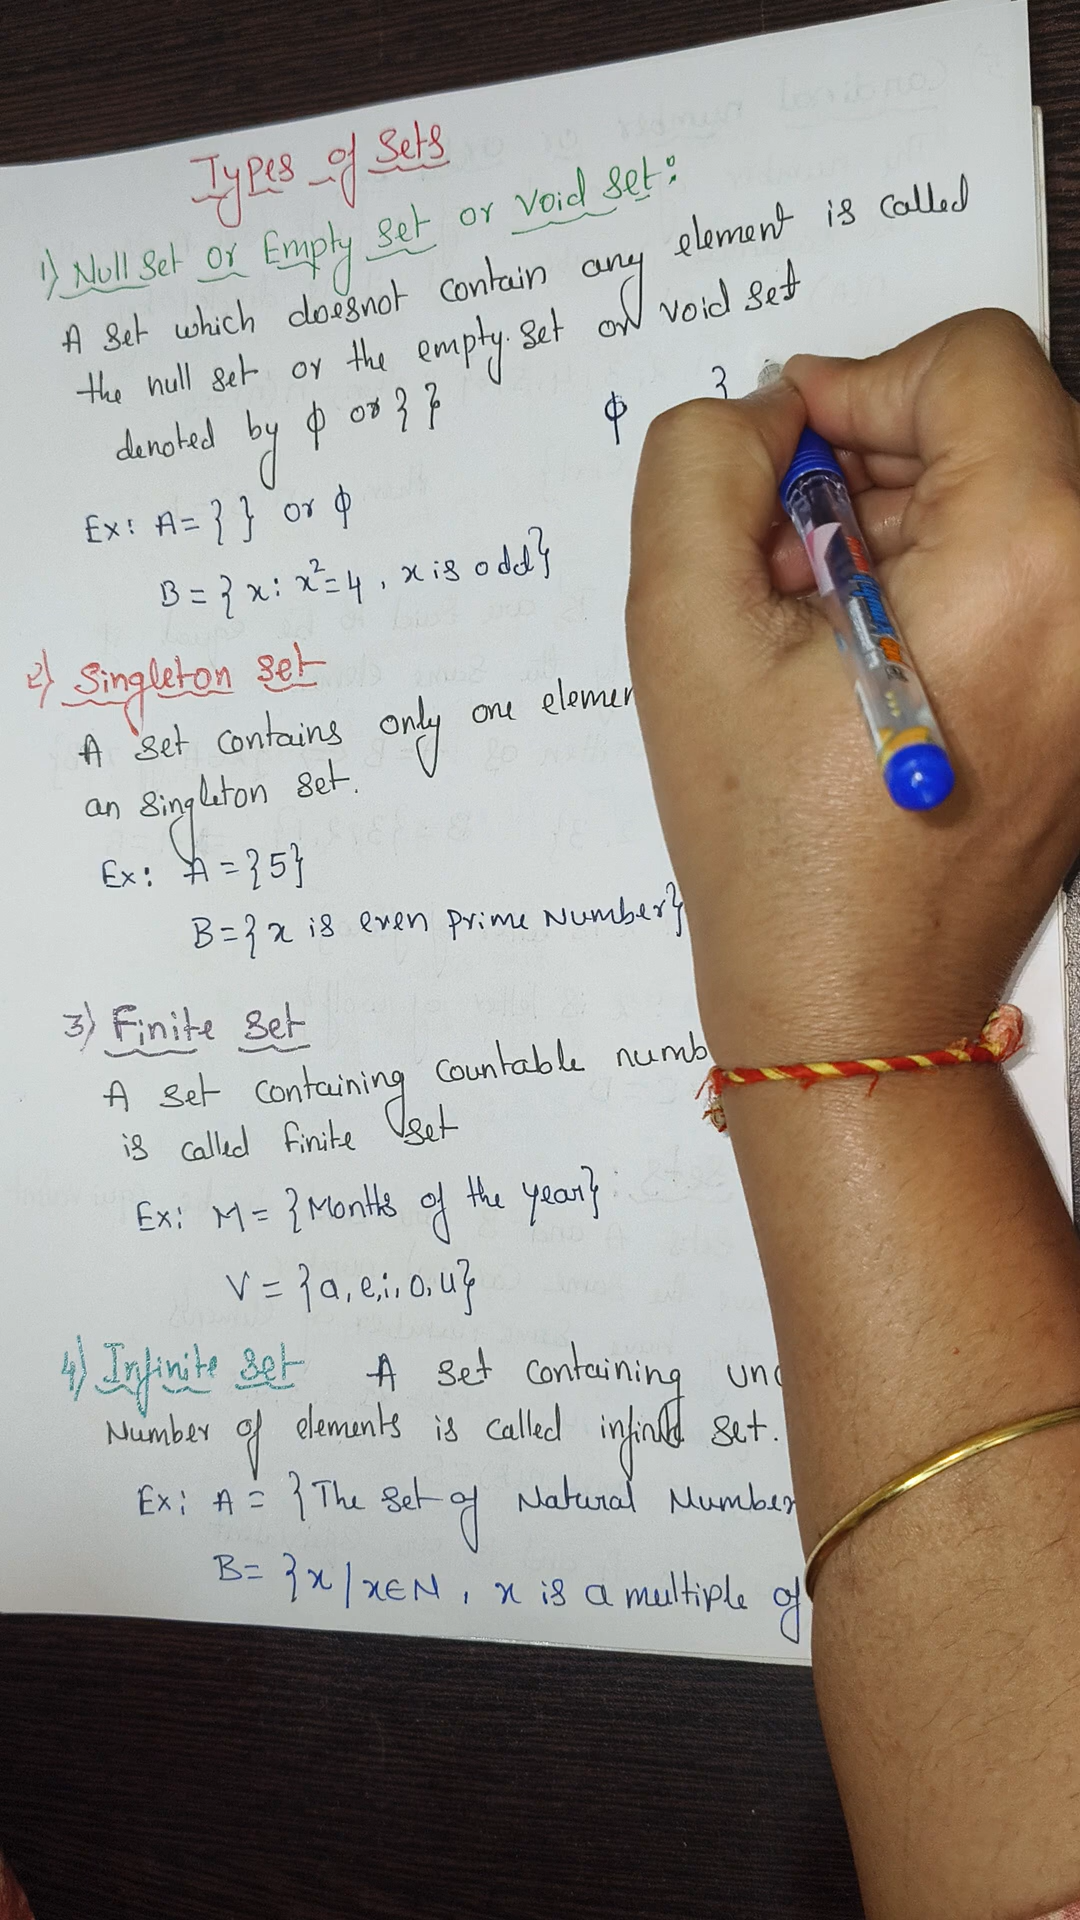 Types of Sets
1) Null Set or Empty Set or Void Set:
A Set which doesnot contain any element is called
the null set or the empty. set or void set
denoted by ϕ or { }
ϕ {
Ex: A = { } or ϕ
B = { x : x² = 4 , x is odd}
2) Singleton Set
A set contains only one
an singleton set.
Ex: A = {5}
B = { x is even prime Number}
3) Finite Set
A set containing countable
is called finite set
Ex: M = {Months of the year}
V = {a, e, i, o, u}
4) Infinite Set A set containing
Number of elements is called infinite set.
Ex: A = {The set of Natural Number
B = {x / x∈N , x is a multiple of